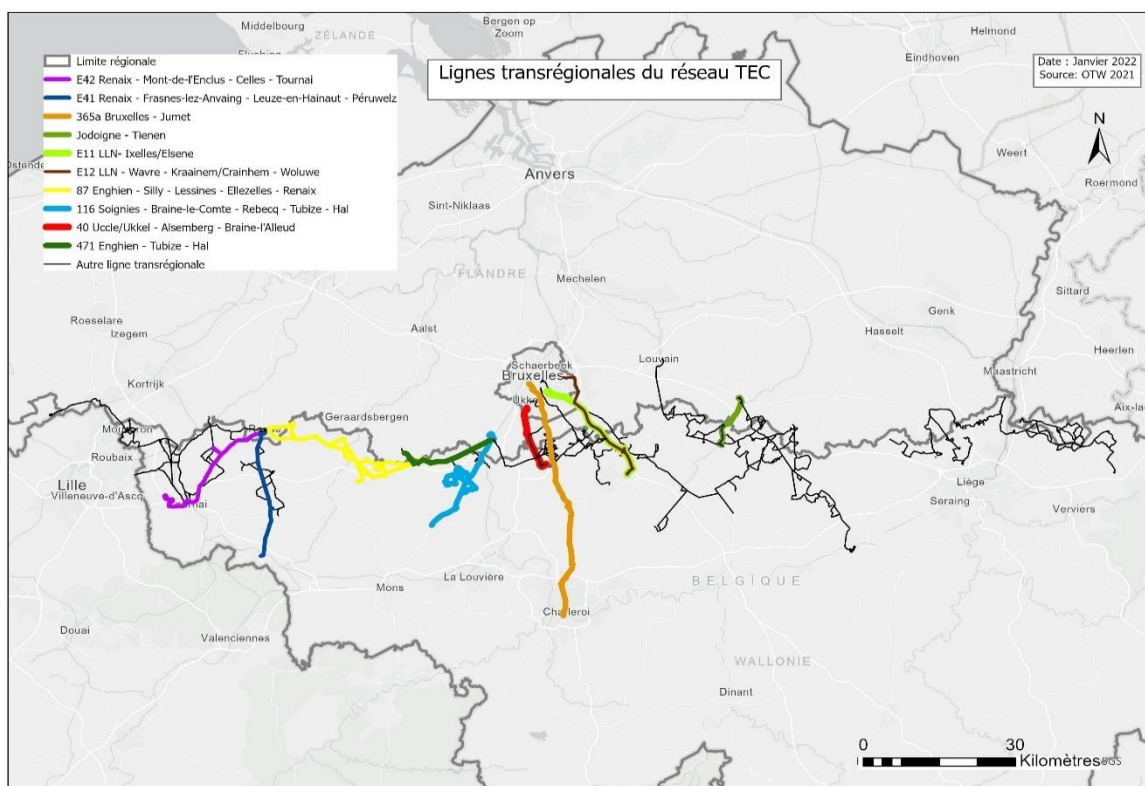 Middelbourg
ZÉLANDE
Bergen op
Zoom
Helmond
Eindhoven
Limite régionale
E42 Renaix - Mont-de-l'Enclus - Celles - Tournai
E41 Renaix - Frasnes-lez-Anvaing - Leuze-en-Hainaut - Péruwelz
365a Bruxelles - Jumet
Jodoigne - Tienen
E11 LLN- Ixelles/Elsene
E12 LLN - Wavre - Kraainem/Crainhem - Woluwe
87 Enghien - Silly - Lessines - Ellezelles - Renaix
116 Soignies - Braine-le-Comte - Rebecq - Tubize - Hal
40 Uccle/Ukkel - Alsemberg - Braine-l'Alleud
471 Enghien - Tubize - Hal
Autre ligne transrégionale
Lignes transrégionales du réseau TEC
Date : Janvier 2022
Source: OTW 2021
N
Weert
Roermond
Anvers
Sint-Niklaas
FLANDRE
Mechelen
Sittard
Roeselare
Izegem
Aalst
Genk
Hasselt
Heerlen
Schaerbeek
Bruxelles
Louvain
Maastricht
Kortrijk
Ukke
Aix-la
Geraardsbergen
Roubaix
Lille
Villeneuve-d'Ascq
Liège
Seraing
Verviers
La Louvière
Mons
BELGIQUE
Charleroi
Douai
Valenciennes
WALLONIE
Dinant
0 30
Kilomètres